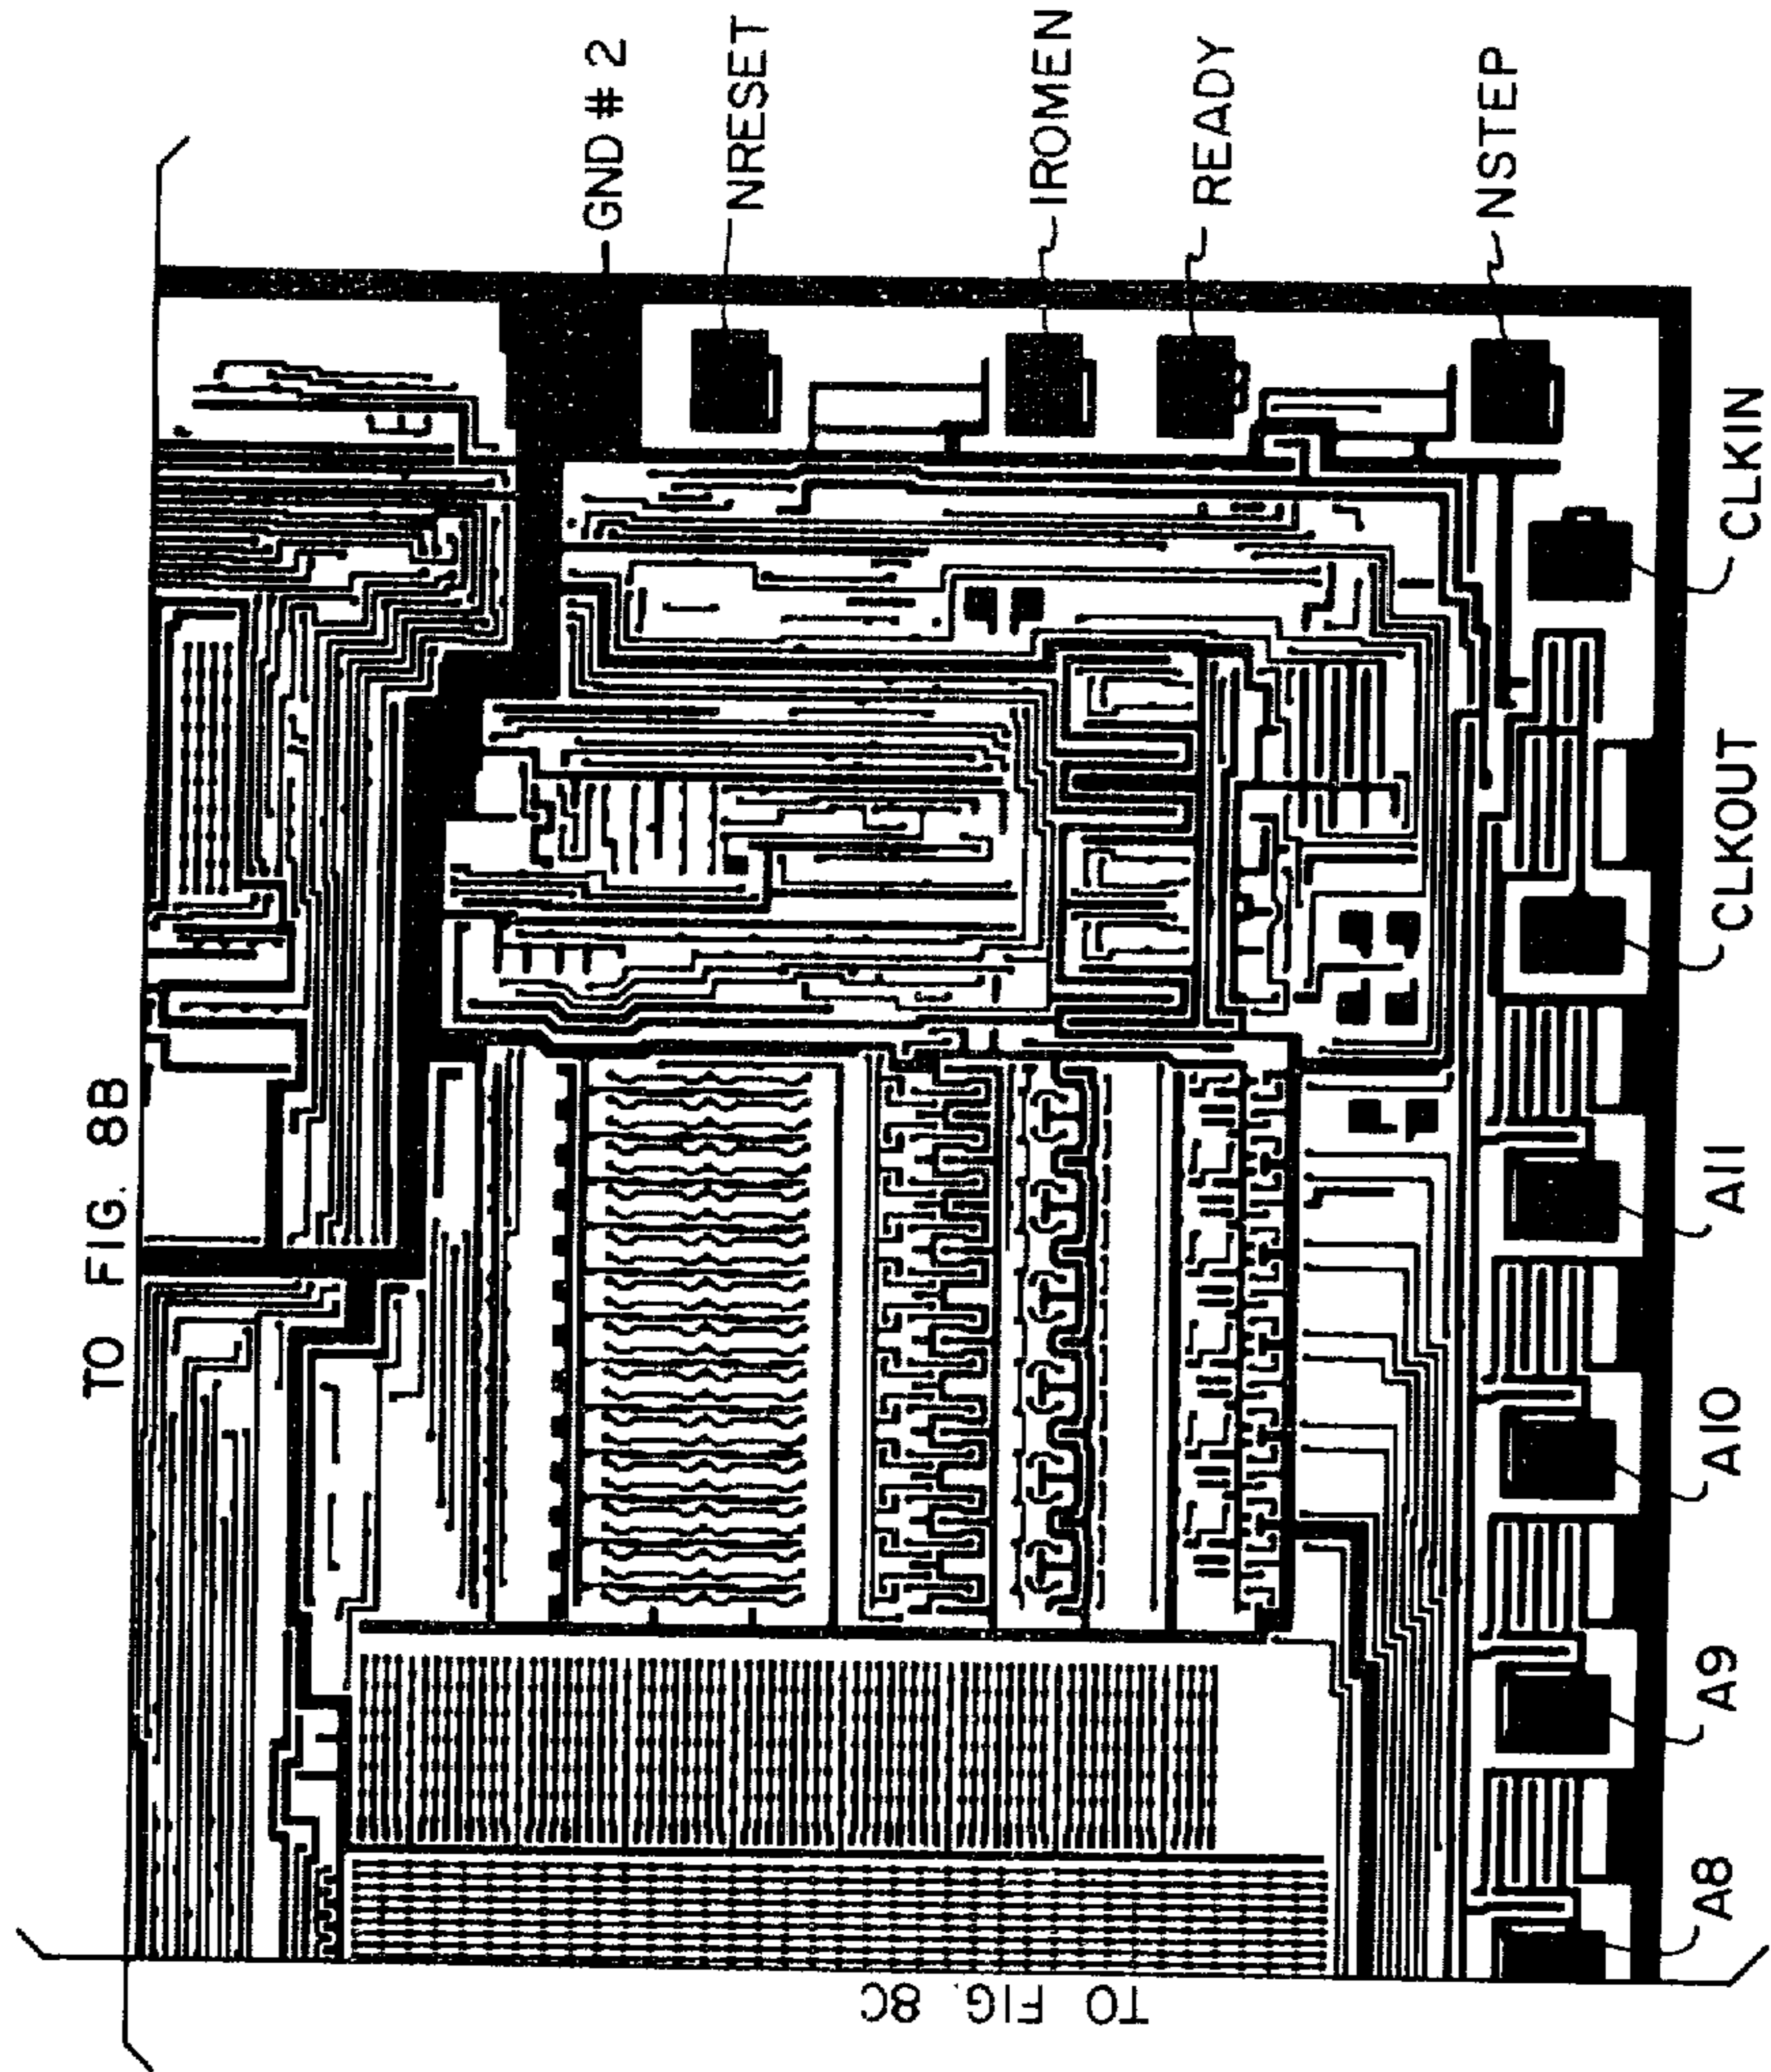 TO FIG. 8B
GND # 2
NRESET
IROMEN
READY
NSTEP
CLKIN
CLKOUT
A11
A10
A9
A8
TO FIG. 8C